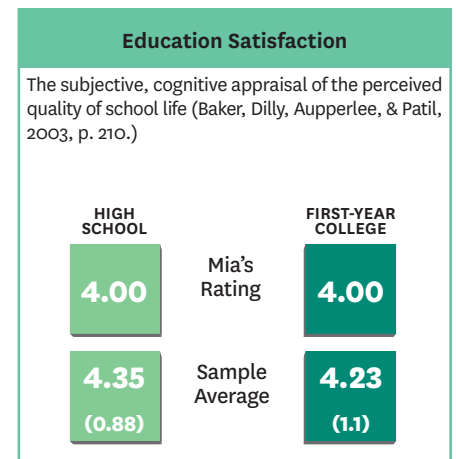 Education Satisfaction
The subjective, cognitive appraisal of the perceived
quality of school life (Baker, Dilly, Aupperlee, & Patil,
2003, p. 210.)
HIGH
SCHOOL
FIRST-YEAR
COLLEGE
4.00
Mia’s
Rating
4.00
4.35
(0.88)
Sample
Average
4.23
(1.1)